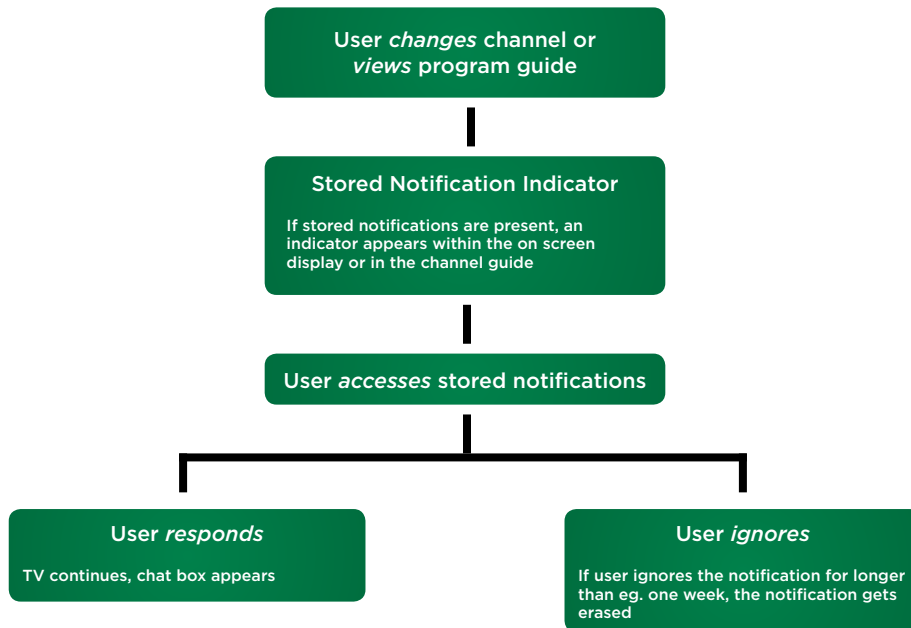 User changes channel or
views program guide
Stored Notification Indicator
If stored notifications are present, an
indicator appears within the on screen
display or in the channel guide
User accesses stored notifications
User responds
TV continues, chat box appears
User ignores
If user ignores the notification for longer
than eg. one week, the notification gets
erased